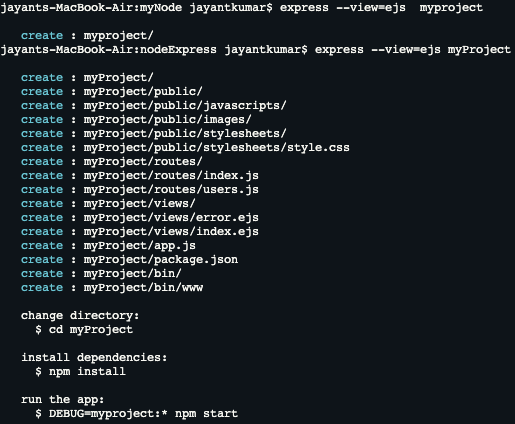 jayants-MacBook-Air:myNode jayantkumar$ express --view=ejs  myproject
create : myproject/
jayants-MacBook-Air:nodeExpress jayantkumar$ express --view=ejs myProject
create : myProject/
create : myProject/public/
create : myProject/public/javascripts/
create : myProject/public/images/
create : myProject/public/stylesheets/
create : myProject/public/stylesheets/style.css
create : myProject/routes/
create : myProject/routes/index.js
create : myProject/routes/users.js
create : myProject/views/
create : myProject/views/error.ejs
create : myProject/views/index.ejs
create : myProject/app.js
create : myProject/package.json
create : myProject/bin/
create : myProject/bin/www
change directory:
$ cd myProject
install dependencies:
$ npm install
run the app:
$ DEBUG=myproject:* npm start